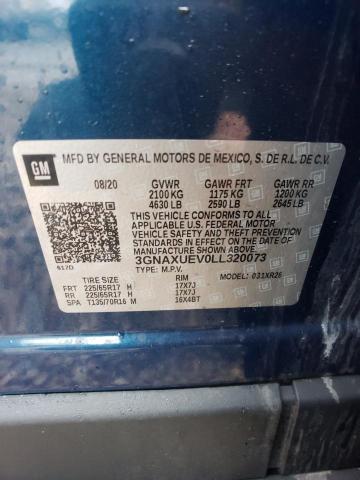 GM
MFD BY GENERAL MOTORS DE MEXICO, S. DE R.L. DE C.V.
08/20 GVWR GAWR FRT GAWR RR
2100 KG 1175 KG 1200 KG
4630 LB 2590 LB 2645 LB
THIS VEHICLE CONFORMS TO ALL
APPLICABLE U.S. FEDERAL MOTOR
VEHICLE SAFETY, BUMPER, AND THEFT
PREVENTION STANDARDS IN EFFECT ON
THE DATE OF MANUFACTURE SHOWN ABOVE.
3GNAXUEV0LL320073
617D TYPE: M.P.V. MODEL: 031XR26
TIRE SIZE RIM
FRT 225/65R17 H 17X7J
RR 225/65R17 H 17X7J
SPA T135/70R16 M 16X4BT